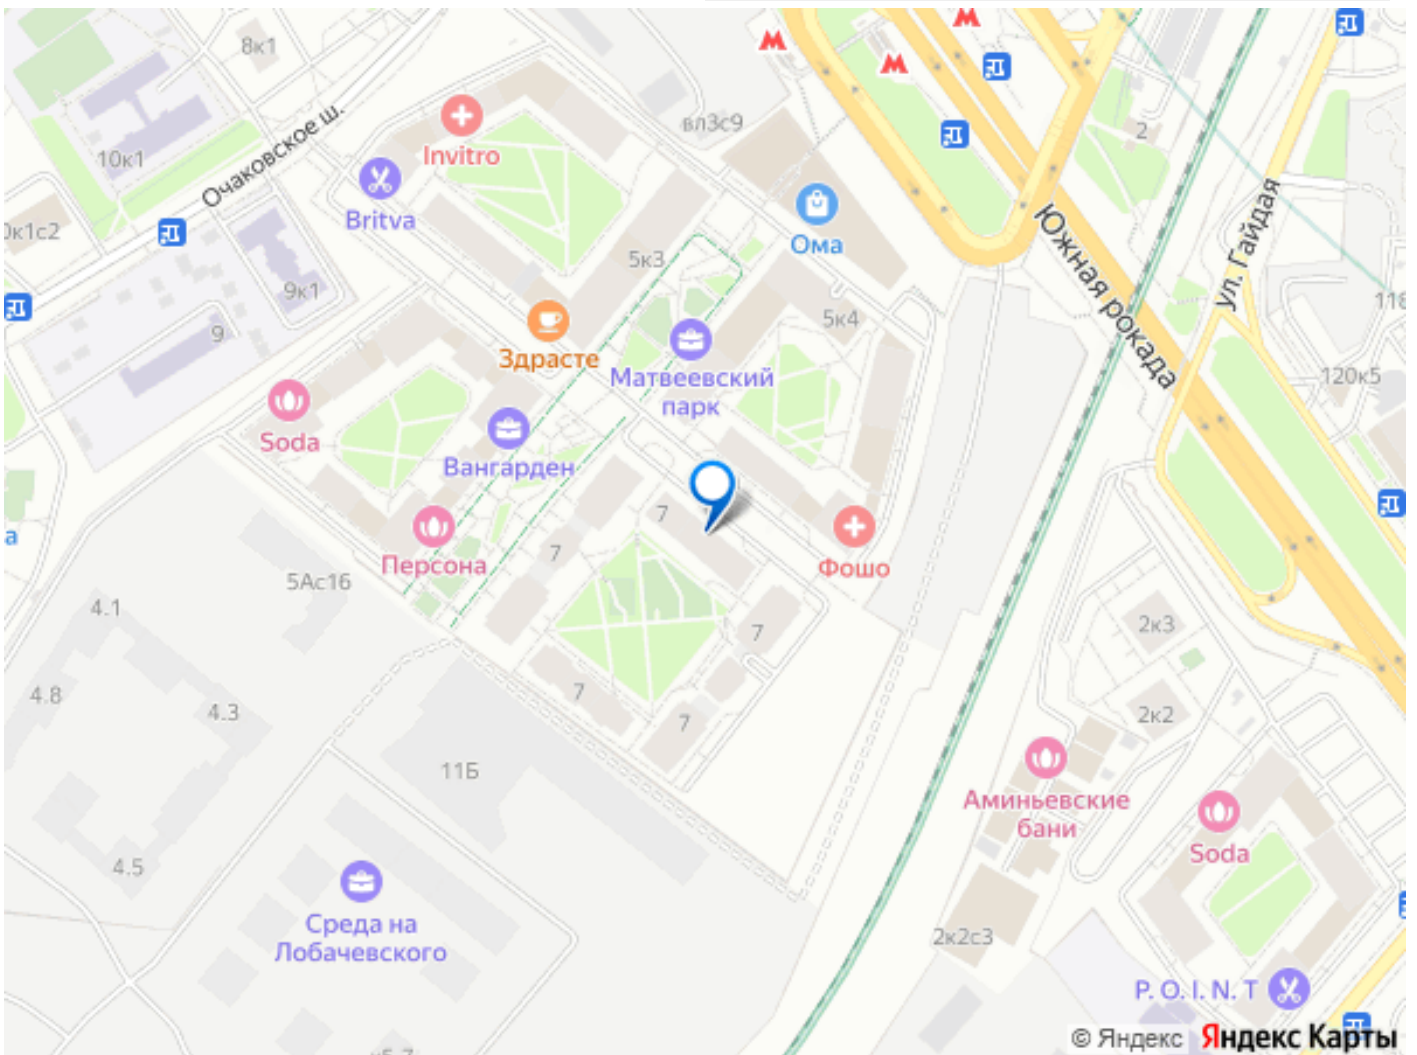 8к1
вл3с9
2
10к1
Очаковское ш.
Invitro
Britva
Ома
Южная рокада
ул. Гайдая
9к1
5к3
5к4
118
9
Здрасте
Матвеевский
парк
120к5
Soda
Вангарден
7
7
Персона
Фошо
5Ас16
4.1
7
2к3
4.8
4.3
7
7
2к2
11Б
Аминьевские
бани
Soda
4.5
Среда на
Лобачевского
2к2с3
P. O. I. N. T
© Яндекс Яндекс Карты